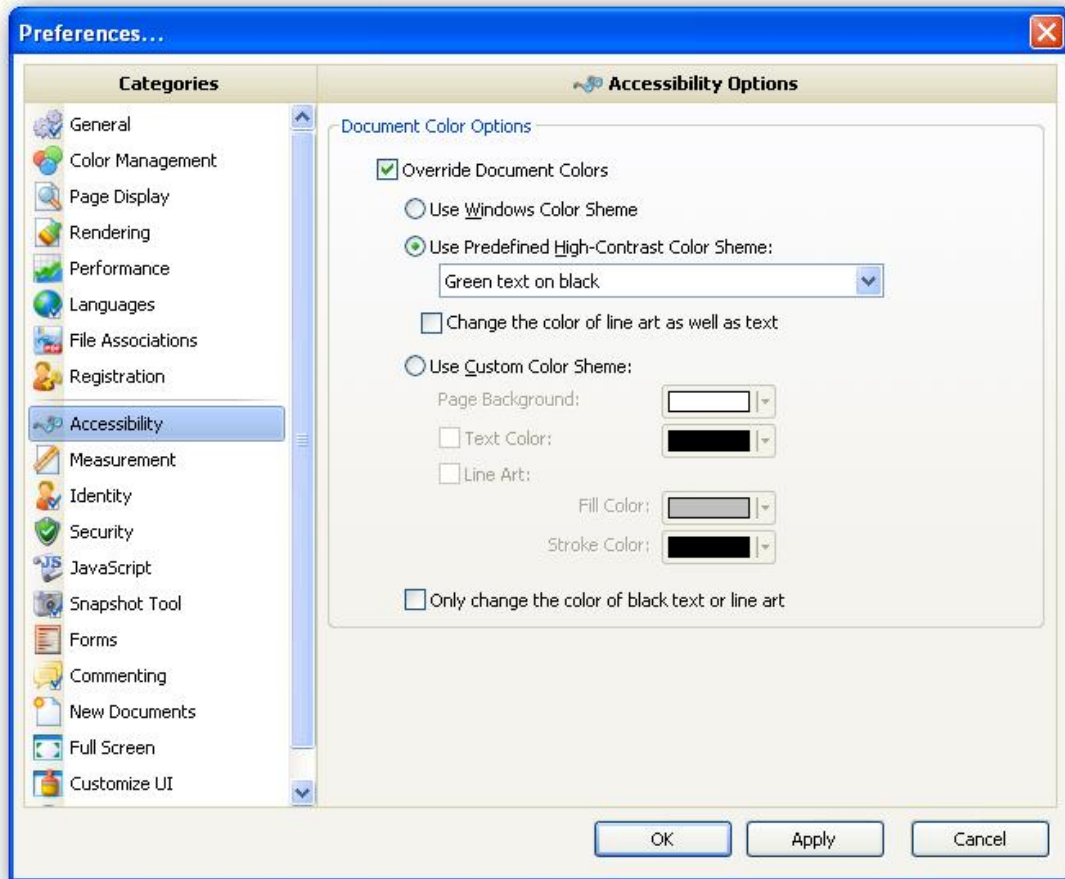 Preferences...
Categories
General
Color Management
Page Display
Rendering
Performance
Languages
File Associations
Registration
Accessibility
Measurement
Identity
Security
JavaScript
Snapshot Tool
Forms
Commenting
New Documents
Full Screen
Customize UI
Accessibility Options
Document Color Options
Override Document Colors
Use Windows Color Sheme
Use Predefined High-Contrast Color Sheme:
Green text on black
Change the color of line art as well as text
Use Custom Color Sheme:
Page Background:
Text Color:
Line Art:
Fill Color:
Stroke Color:
Only change the color of black text or line art
OK Apply Cancel